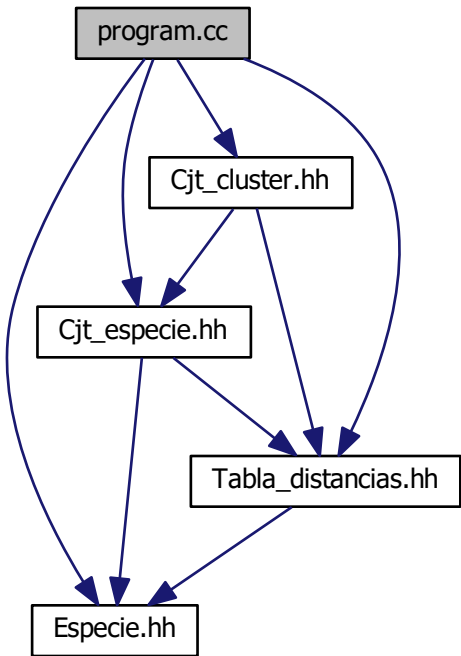 program.cc
Cjt_cluster.hh
Cjt_especie.hh
Tabla_distancias.hh
Especie.hh